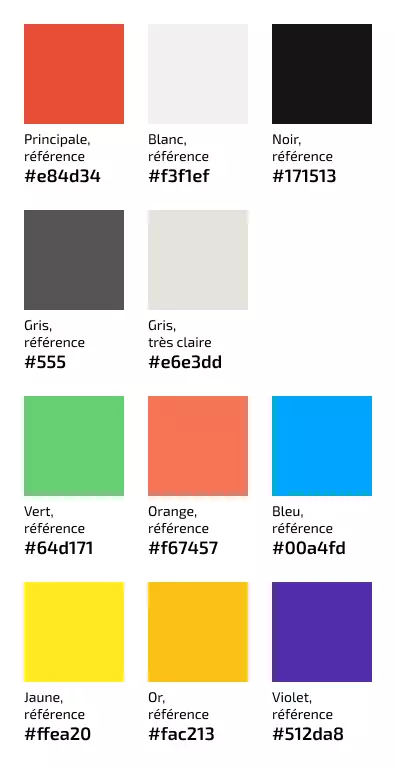 Principale,
référence
#e84d34
Blanc,
référence
#f3f1ef
Noir,
référence
#171513
Gris,
référence
#555
Gris,
très claire
#e6e3dd
Vert,
référence
#64d171
Orange,
référence
#f67457
Bleu,
référence
#00a4fd
Jaune,
référence
#ffea20
Or,
référence
#fac213
Violet,
référence
#512da8